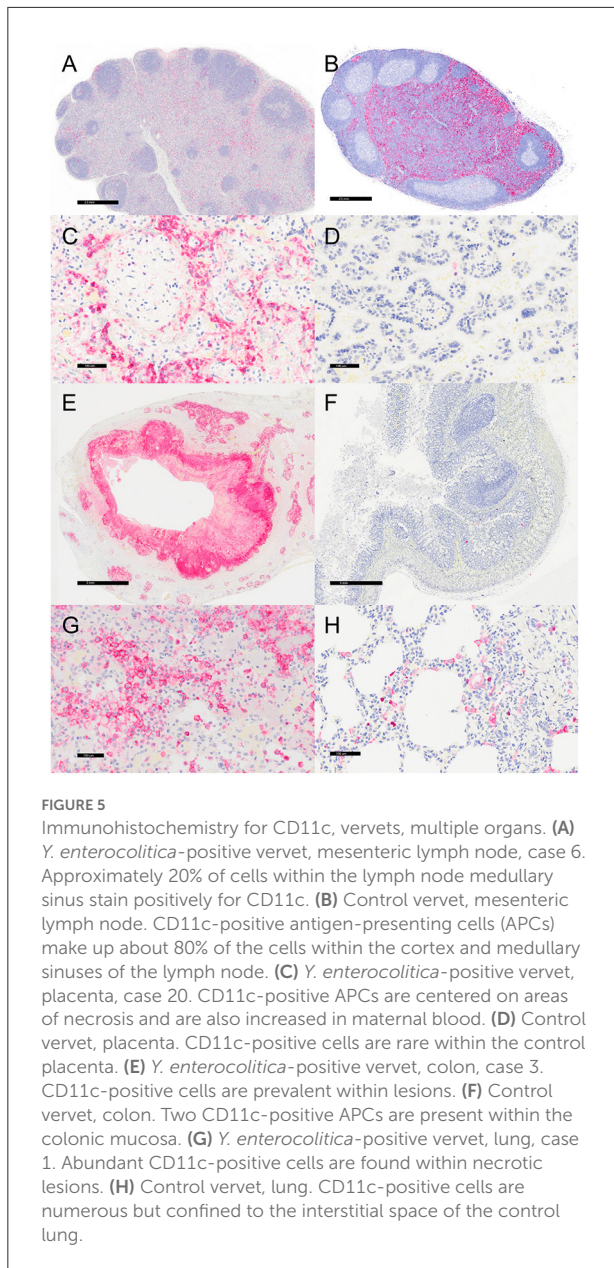 A
B
C
D
E
F
G
H
FIGURE 5
Immunohistochemistry for CD11c, vervets, multiple organs. (A)
Y. enterocolitica-positive vervet, mesenteric lymph node, case 6.
Approximately 20% of cells within the lymph node medullary
sinus stain positively for CD11c. (B) Control vervet, mesenteric
lymph node. CD11c-positive antigen-presenting cells (APCs)
make up about 80% of the cells within the cortex and medullary
sinuses of the lymph node. (C) Y. enterocolitica-positive vervet,
placenta, case 20. CD11c-positive APCs are centered on areas
of necrosis and are also increased in maternal blood. (D) Control
vervet, placenta. CD11c-positive cells are rare within the control
placenta. (E) Y. enterocolitica-positive vervet, colon, case 3.
CD11c-positive cells are prevalent within lesions. (F) Control
vervet, colon. Two CD11c-positive APCs are present within the
colonic mucosa. (G) Y. enterocolitica-positive vervet, lung, case
1. Abundant CD11c-positive cells are found within necrotic
lesions. (H) Control vervet, lung. CD11c-positive cells are
numerous but confined to the interstitial space of the control
lung.